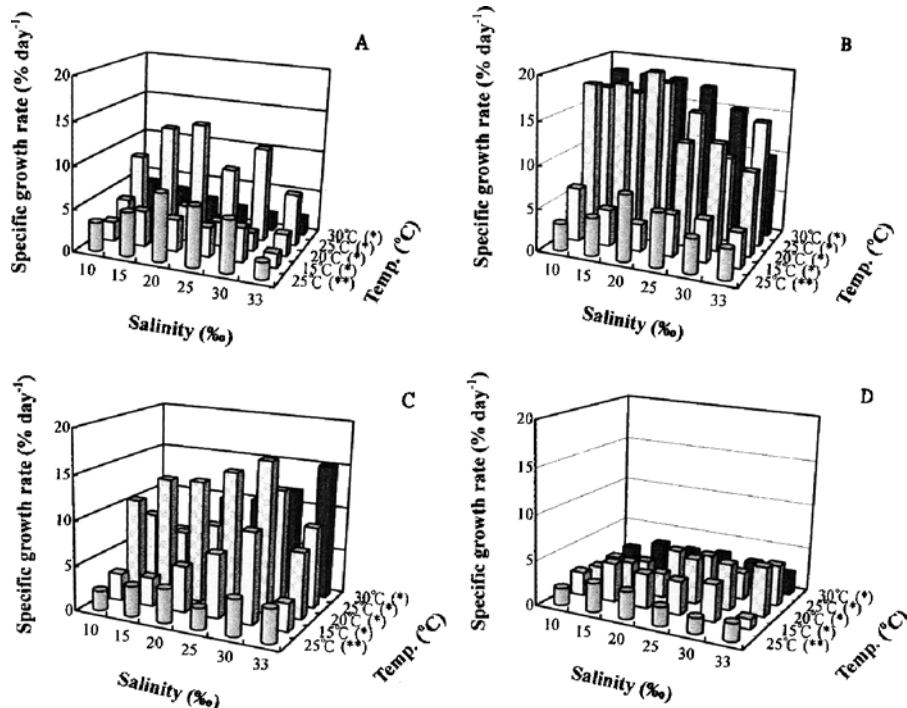 A
Specific growth rate (% day⁻¹)
20
15
10
5
0
10
15
20
25
30
33
Salinity (‰)
30°C (*)
25°C (*)
20°C (*)
15°C (*)
25°C (**)
Temp. (°C)
B
Specific growth rate (% day⁻¹)
20
15
10
5
0
10
15
20
25
30
33
Salinity (‰)
30°C (*)
25°C (*)
20°C (*)
15°C (*)
25°C (**)
Temp. (°C)
C
Specific growth rate (% day⁻¹)
20
15
10
5
0
10
15
20
25
30
33
Salinity (‰)
30°C (*)
25°C (*)
20°C (*)
15°C (*)
25°C (**)
Temp. (°C)
D
Specific growth rate (% day⁻¹)
20
15
10
5
0
10
15
20
25
30
33
Salinity (‰)
30°C (*)
25°C (*)
20°C (*)
15°C (*)
25°C (**)
Temp. (°C)